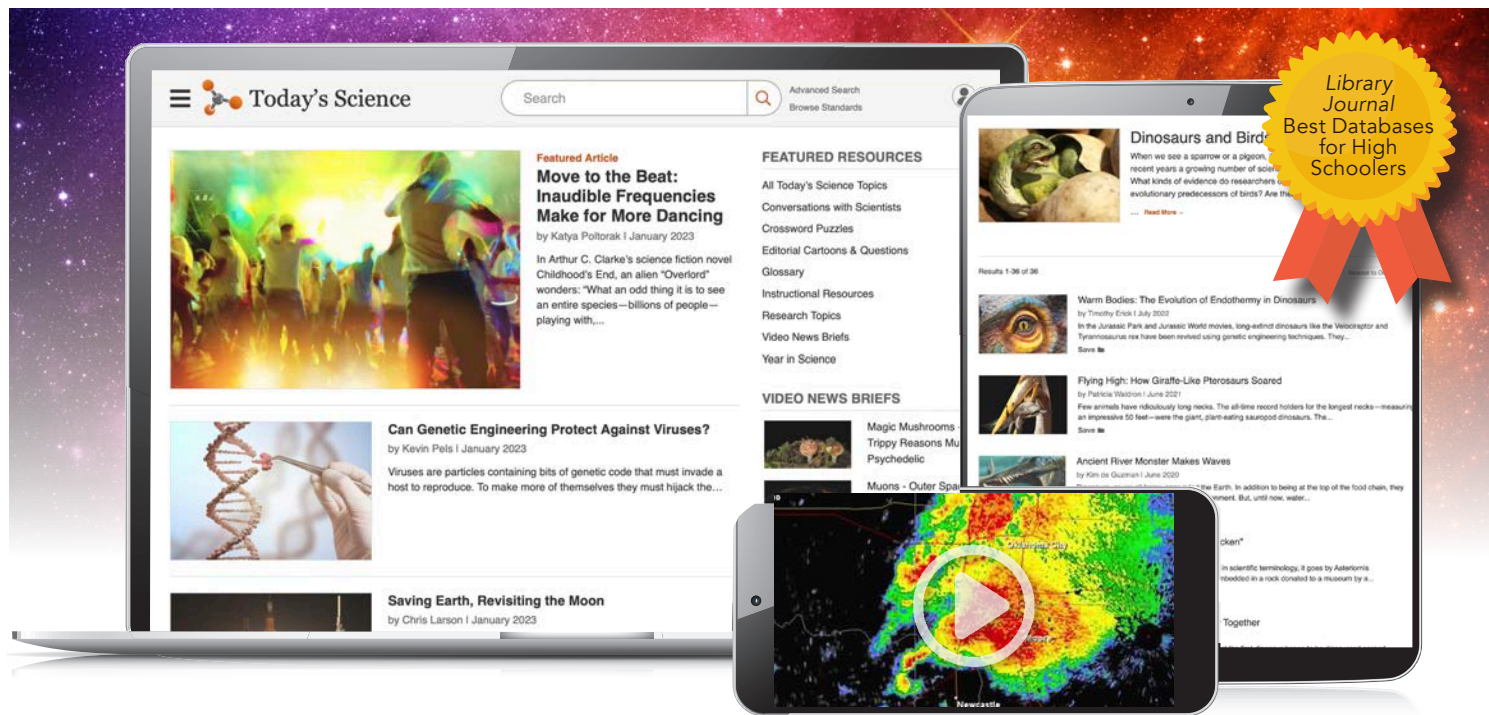 Today's Science
Search
Advanced Search
Browse Standards
Featured Article
Move to the Beat:
Inaudible Frequencies
Make for More Dancing
by Katya Poltorak I January 2023
In Arthur C. Clarke's science fiction novel
Childhood's End, an alien "Overlord"
wonders: "What an odd thing it is to see
an entire species—billions of people—
playing with,...
Can Genetic Engineering Protect Against Viruses?
by Kevin Pels I January 2023
Viruses are particles containing bits of genetic code that must invade a
host to reproduce. To make more of themselves they must hijack the...
Saving Earth, Revisiting the Moon
by Chris Larson I January 2023
FEATURED RESOURCES
All Today's Science Topics
Conversations with Scientists
Crossword Puzzles
Editorial Cartoons & Questions
Glossary
Instructional Resources
Research Topics
Video News Briefs
Year in Science
VIDEO NEWS BRIEFS
Magic Mushrooms -
Trippy Reasons Mu
Psychedelic
Muons - Outer Spa
Dinosaurs and Birds
When we see a sparrow or a pigeon,
recent years a growing number of scien
What kinds of evidence do researchers
evolutionary predecessors of birds? Are the
.... Read More
Results 1-36 of 36
Warm Bodies: The Evolution of Endothermy in Dinosaurs
by Timothy Erick I July 2022
In the Jurassic Park and Jurassic World movies, long-extinct dinosaurs like the Velociraptor and
Tyrannosaurus rex have been revived using genetic engineering techniques. They...
Save
Flying High: How Giraffe-Like Pterosaurs Soared
by Patricia Waldron I June 2021
Few animals have ridiculously long necks. The all-time record holders for the longest necks—measuring
an impressive 50 feet—were the giant, plant-eating sauropod dinosaurs. The...
Save
Ancient River Monster Makes Waves
by Kim de Guzman I June 2020
the Earth. In addition to being at the top of the food chain, they
nment. But, until now, water...
cken"
in scientific terminology, it goes by Asteriornis
mbedded in a rock donated to a museum by a...
Together
Library
Journal
Best Databases
for High
Schoolers
Oklahoma City
Moore
Newcastle